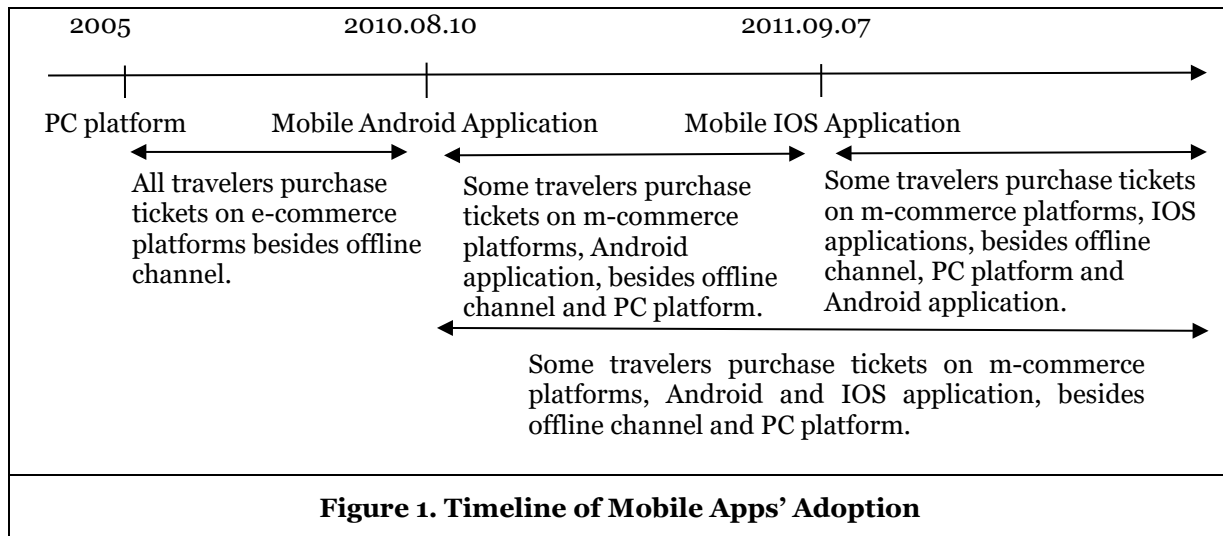 2005 2010.08.10 2011.09.07
PC platform Mobile Android Application Mobile IOS Application
All travelers purchase
tickets on e-commerce
platforms besides offline
channel.
Some travelers purchase
tickets on m-commerce
platforms, Android
application, besides offline
channel and PC platform.
Some travelers purchase tickets
on m-commerce platforms, IOS
applications, besides offline
channel, PC platform and
Android application.
Some travelers purchase tickets on m-commerce
platforms, Android and IOS application, besides
offline channel and PC platform.
Figure 1. Timeline of Mobile Apps' Adoption